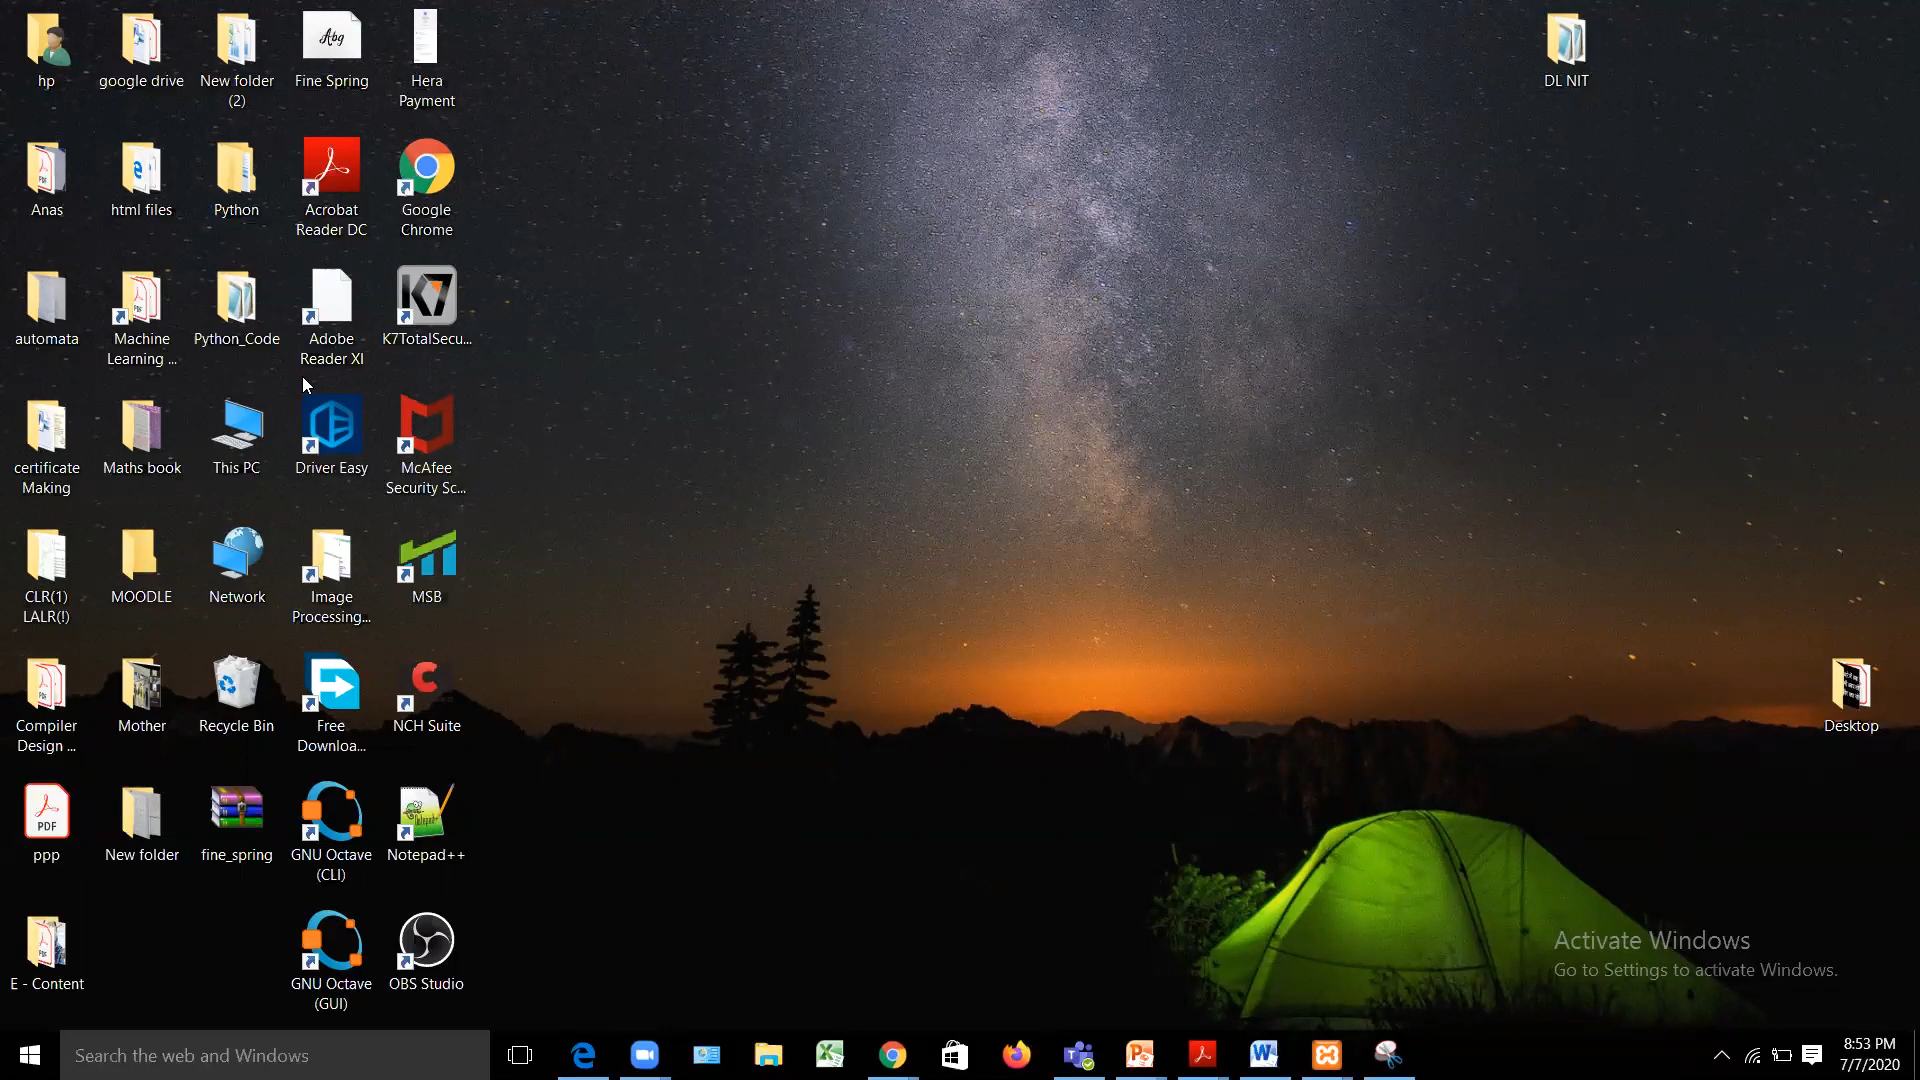 hp
google drive
New folder
(2)
Fine Spring
Hera
Payment
DL NIT
Anas
html files
Python
Acrobat
Reader DC
Google
Chrome
automata
Machine
Learning ...
Python_Code
Adobe
Reader XI
K7TotalSecu...
certificate
Making
Maths book
This PC
Driver Easy
McAfee
Security Sc...
CLR(1)
LALR(!)
MOODLE
Network
Image
Processing...
MSB
Compiler
Design ...
Mother
Recycle Bin
Free
Downloa...
NCH Suite
Desktop
PDF
ppp
New folder
fine_spring
GNU Octave
(CLI)
Notepad++
E - Content
GNU Octave
(GUI)
OBS Studio
Abg
K7
Activate Windows
Go to Settings to activate Windows.
Search the web and Windows
8:53 PM
7/7/2020